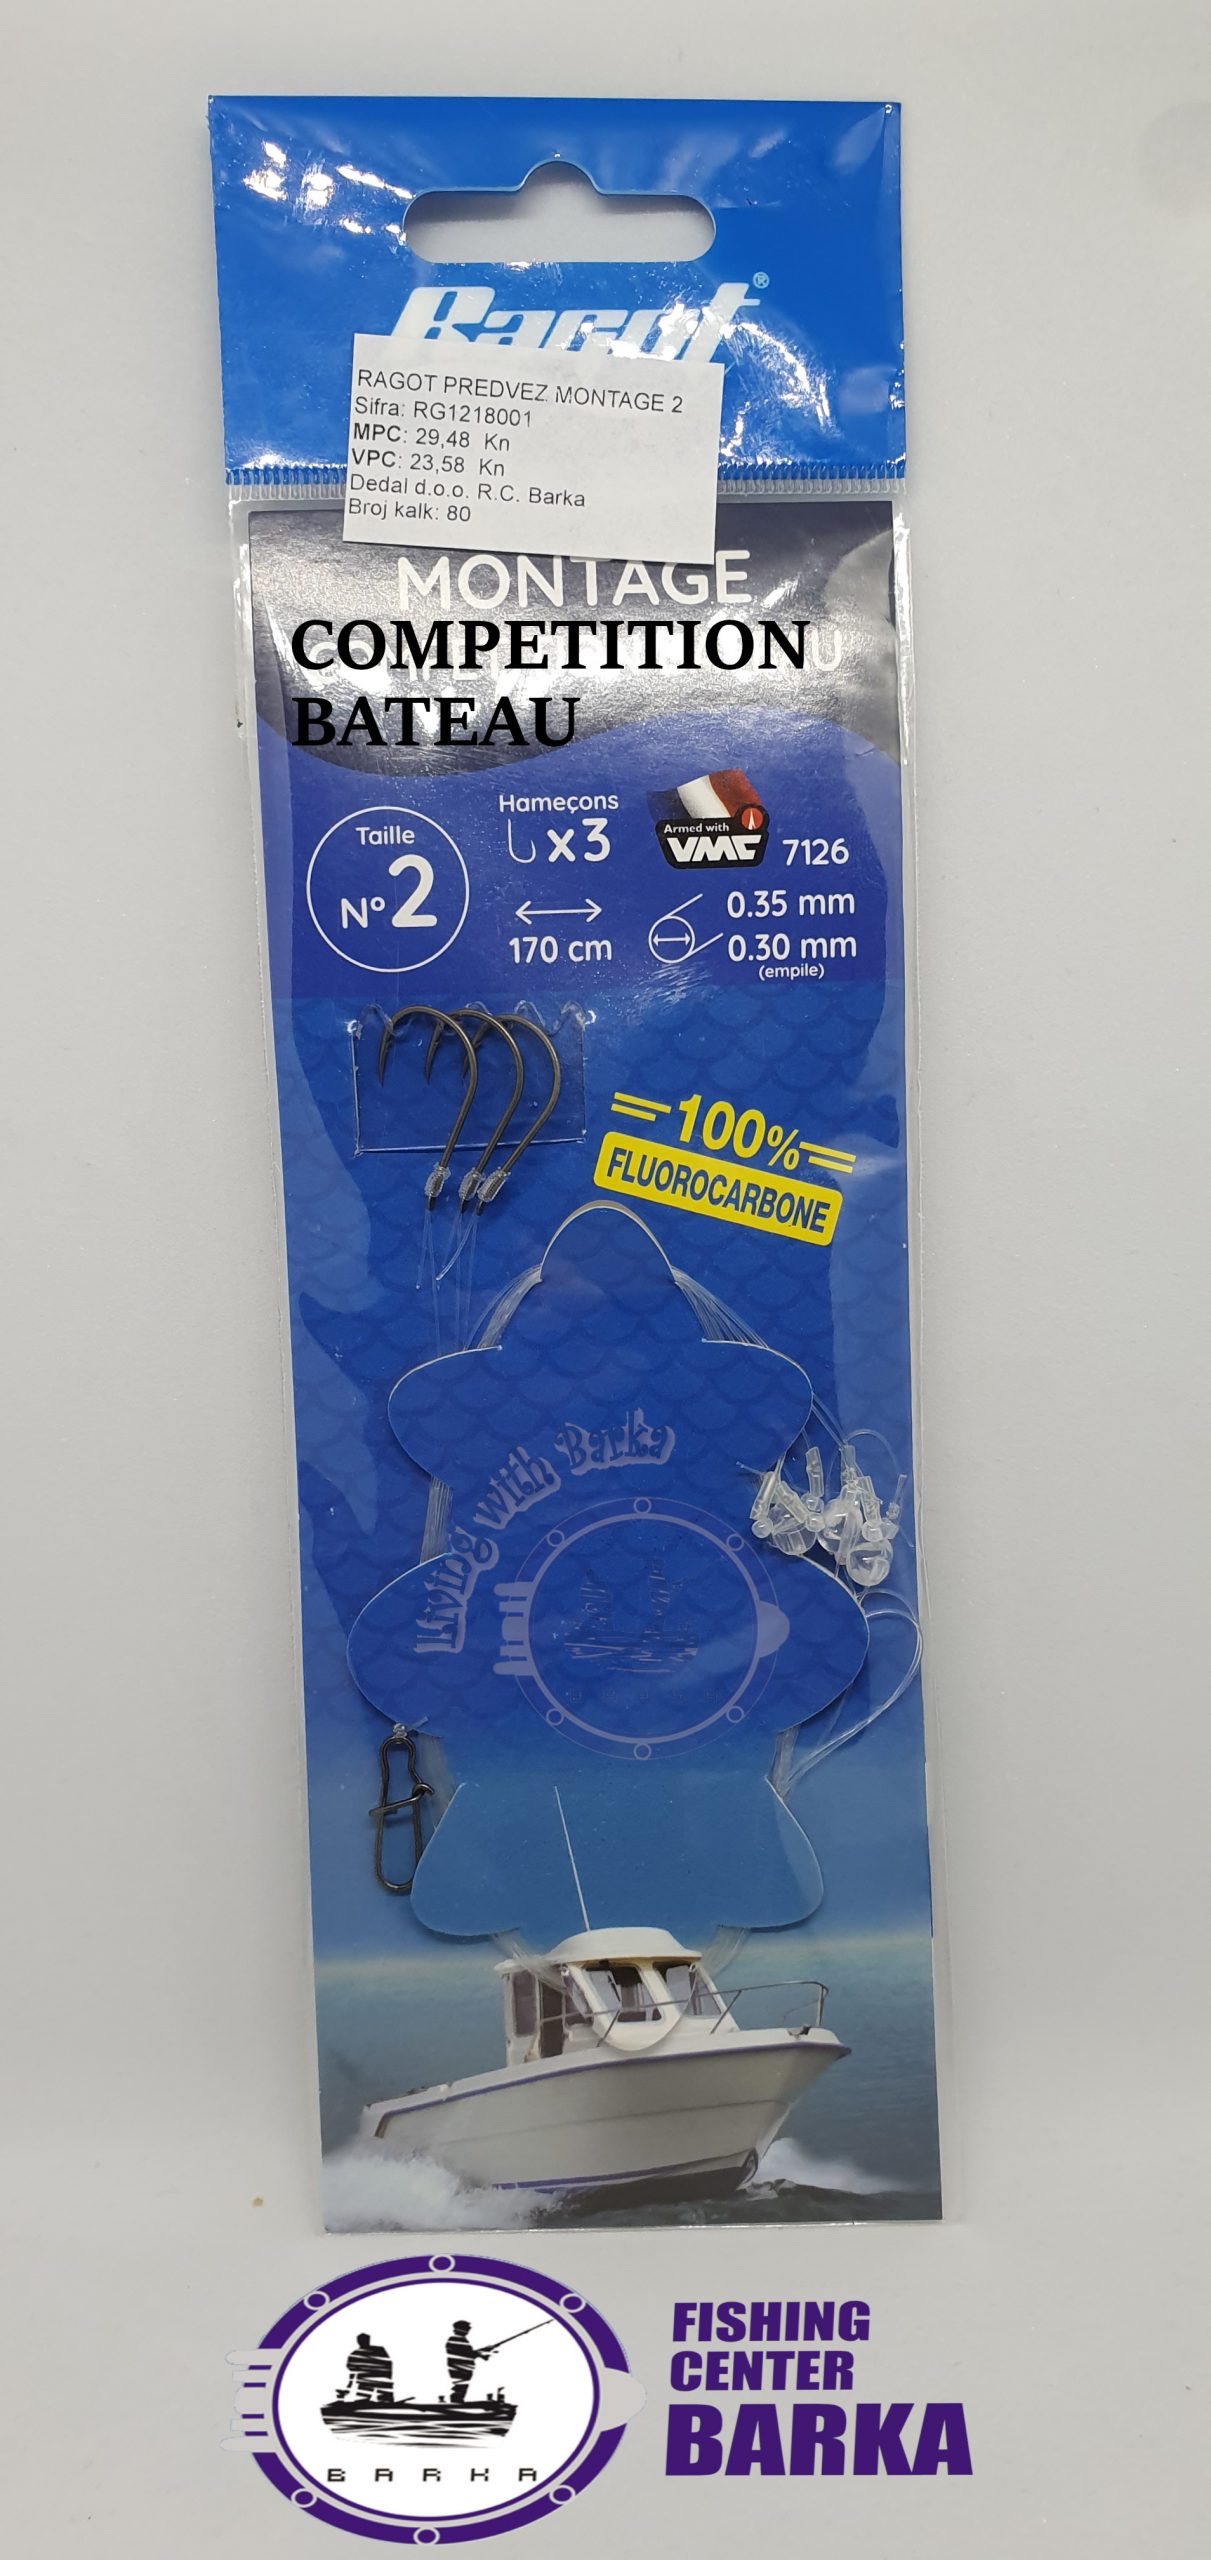 Ragot®
RAGOT PREDVEZ MONTAGE 2
Sifra: RG1218001
MPC: 29,48 Kn
VPC: 23,58 Kn
Dedal d.o.o. R.C. Barka
Broj kalk: 80
MONTAGE
COMPETITION
BATEAU
Taille
N° 2
Hameçons
x3
170 cm
Armed with
VMC
7126
0.35 mm
0.30 mm
(empile)
100%
FLUOROCARBONE
Living with Barka
BARKA
BARKA
FISHING
CENTER
BARKA